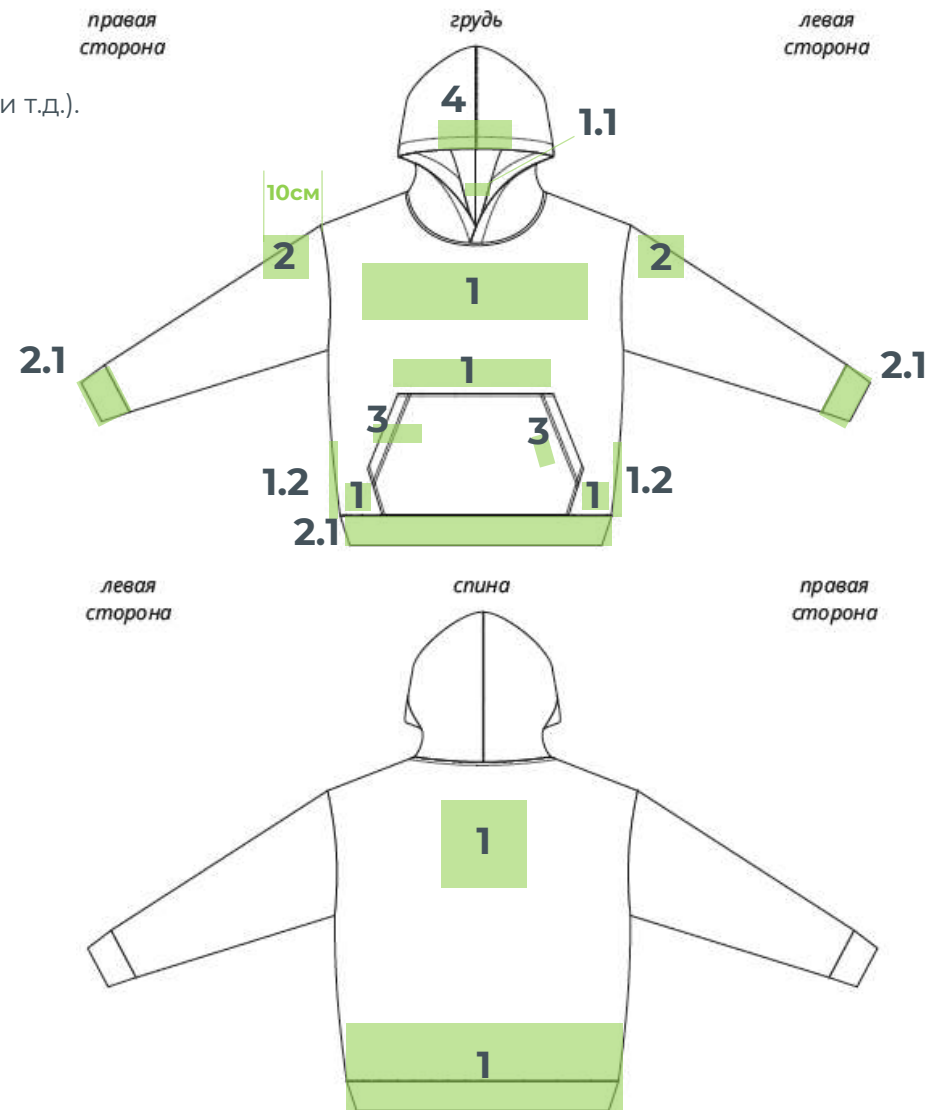 правая
сторона
грудь
левая
сторона
и т.д.).
4
1.1
10см
2
2
1
2.1
1
2.1
3
3
1.2
1
1
1.2
2.1
левая
сторона
спина
правая
сторона
1
1